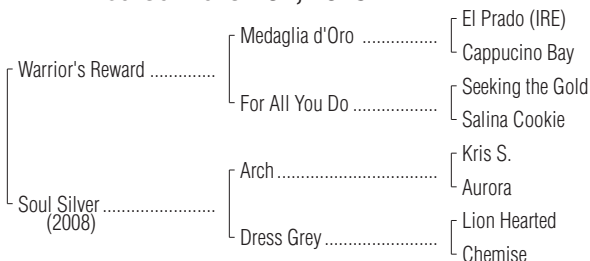 Medaglia d'Oro ................
El Prado (IRE)
Cappucino Bay
Warrior's Reward ..............
For All You Do ..................
Seeking the Gold
Salina Cookie
Arch..................................
Kris S.
Aurora
Soul Silver ........................
(2008)
Dress Grey ........................
Lion Hearted
Chemise